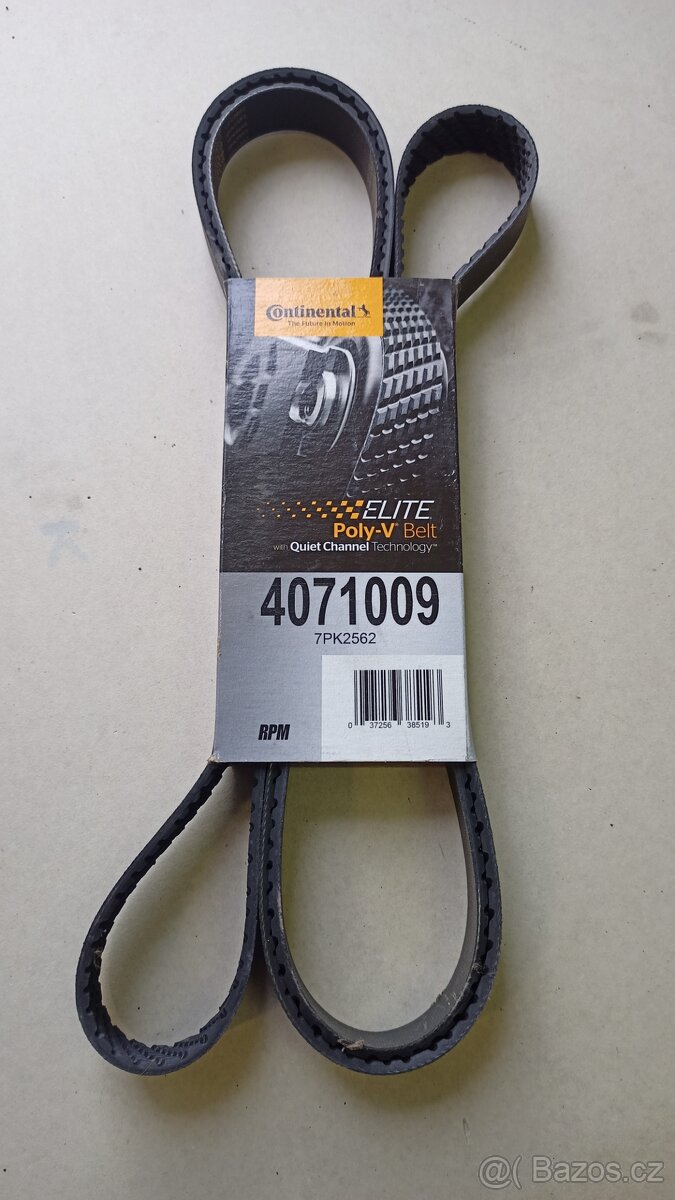 Continental
The Future in Motion
ELITE®
Poly-V® Belt
with Quiet Channel Technology™
4071009
7PK2562
0 37256 38519 3
RPM
@( Bazos.cz